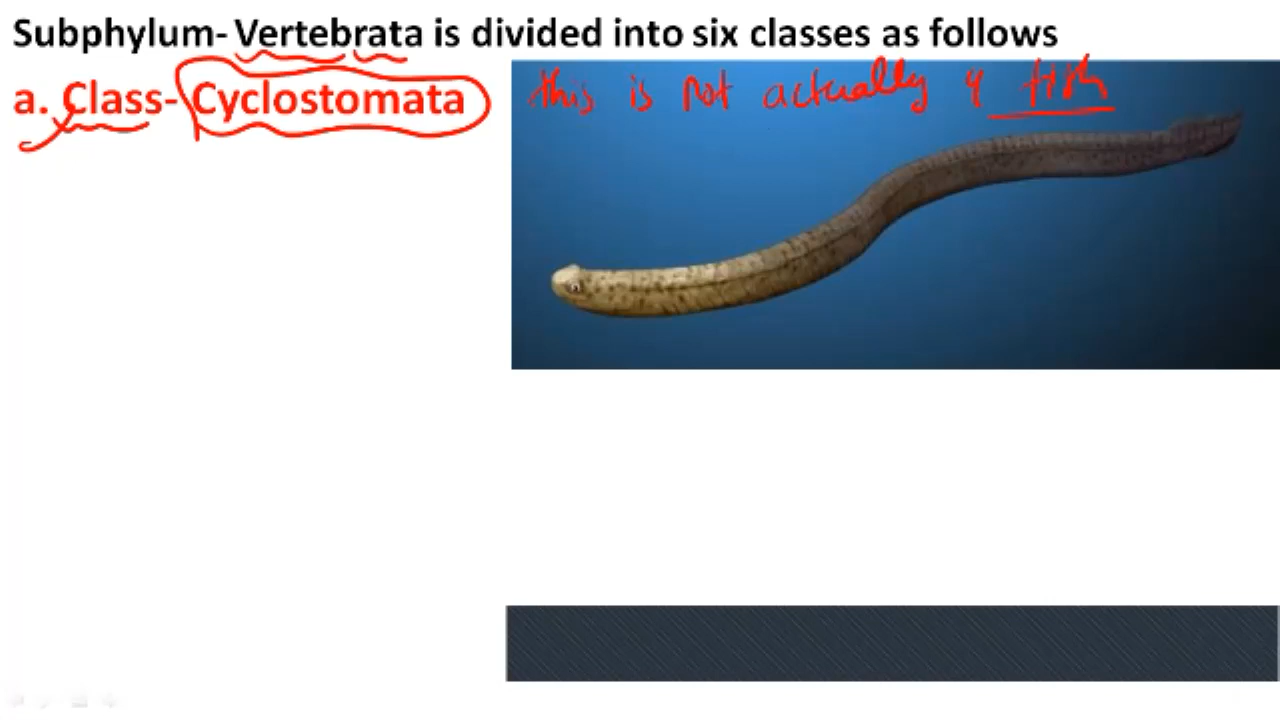 Subphylum- Vertebrata is divided into six classes as follows
a. Class- Cyclostomata
this is not actually a fish